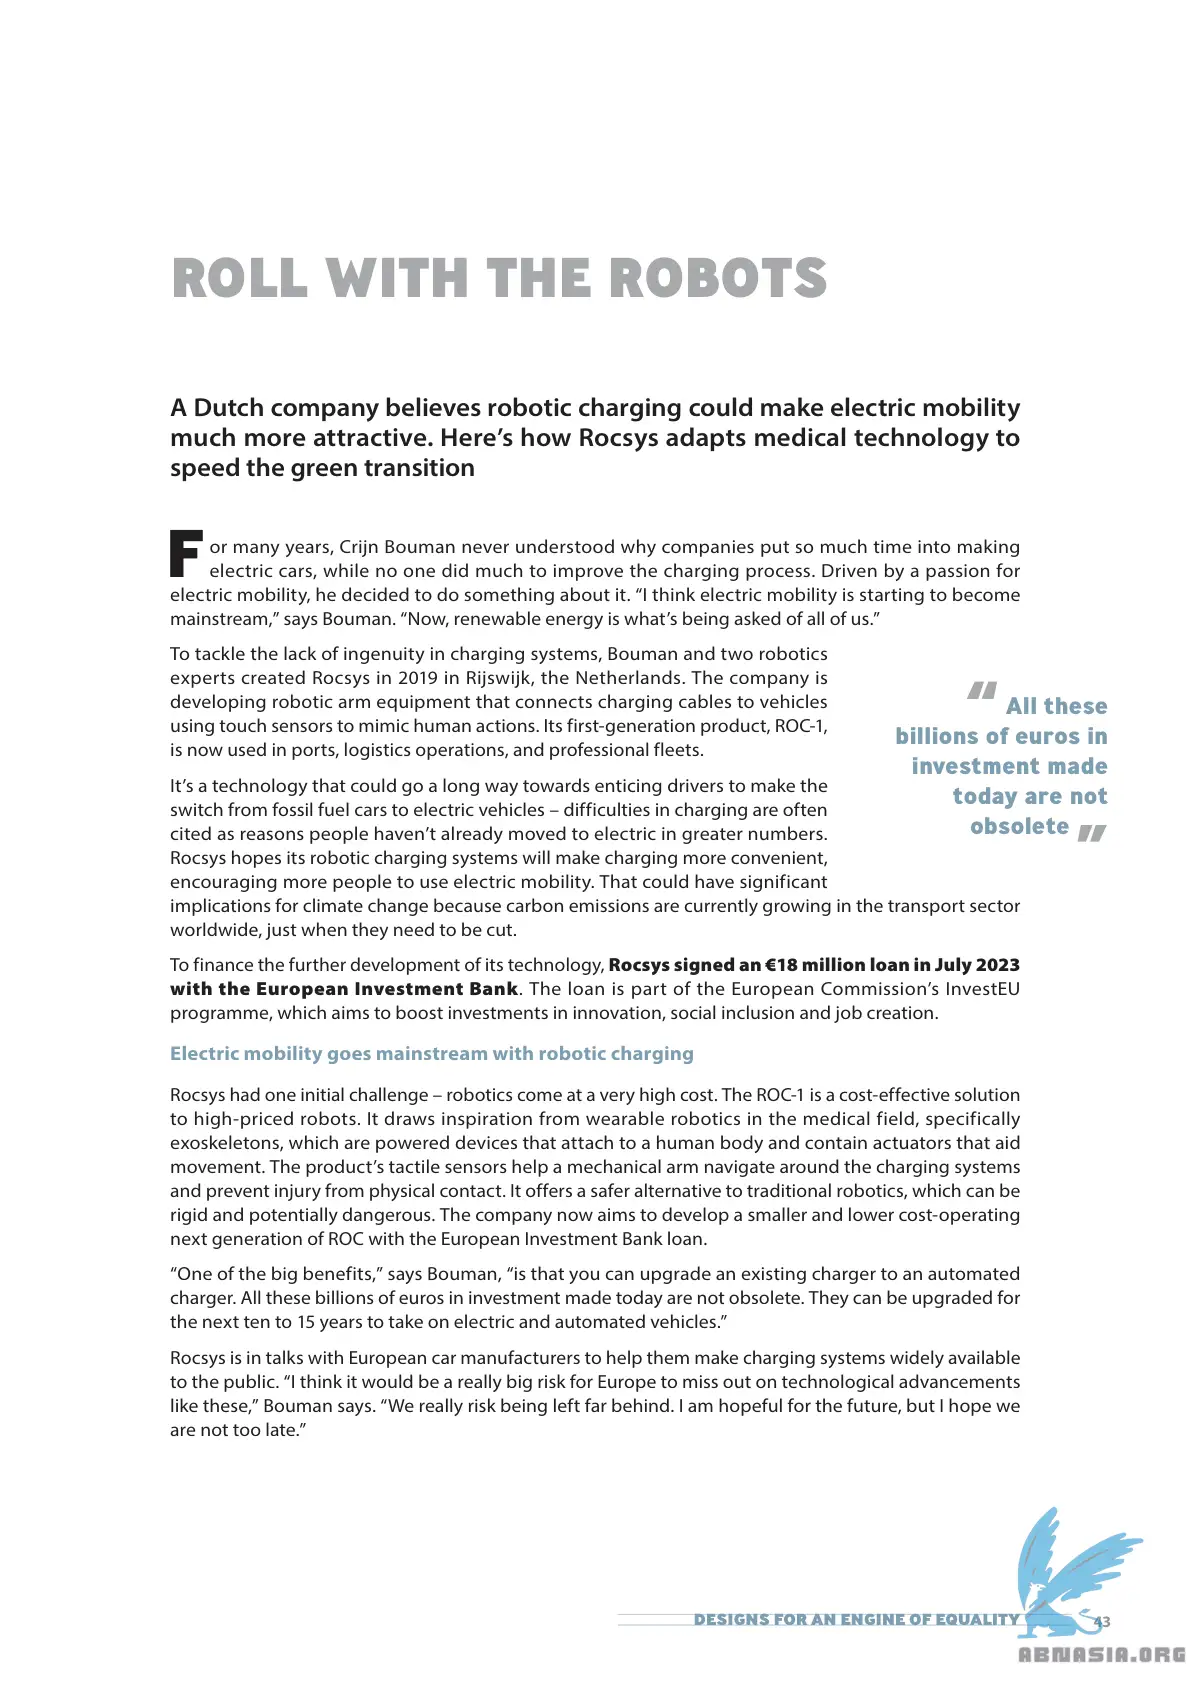 ROLL WITH THE ROBOTS
A Dutch company believes robotic charging could make electric mobility
much more attractive. Here’s how Rocsys adapts medical technology to
speed the green transition
For many years, Crijn Bouman never understood why companies put so much time into making
electric cars, while no one did much to improve the charging process. Driven by a passion for
electric mobility, he decided to do something about it. “I think electric mobility is starting to become
mainstream,” says Bouman. “Now, renewable energy is what’s being asked of all of us.”
To tackle the lack of ingenuity in charging systems, Bouman and two robotics
experts created Rocsys in 2019 in Rijswijk, the Netherlands. The company is
developing robotic arm equipment that connects charging cables to vehicles
using touch sensors to mimic human actions. Its first-generation product, ROC-1,
is now used in ports, logistics operations, and professional fleets.
“ All these
billions of euros in
investment made
today are not
obsolete ”
It’s a technology that could go a long way towards enticing drivers to make the
switch from fossil fuel cars to electric vehicles – difficulties in charging are often
cited as reasons people haven’t already moved to electric in greater numbers.
Rocsys hopes its robotic charging systems will make charging more convenient,
encouraging more people to use electric mobility. That could have significant
implications for climate change because carbon emissions are currently growing in the transport sector
worldwide, just when they need to be cut.
To finance the further development of its technology, Rocsys signed an €18 million loan in July 2023
with the European Investment Bank. The loan is part of the European Commission’s InvestEU
programme, which aims to boost investments in innovation, social inclusion and job creation.
Electric mobility goes mainstream with robotic charging
Rocsys had one initial challenge – robotics come at a very high cost. The ROC-1 is a cost-effective solution
to high-priced robots. It draws inspiration from wearable robotics in the medical field, specifically
exoskeletons, which are powered devices that attach to a human body and contain actuators that aid
movement. The product’s tactile sensors help a mechanical arm navigate around the charging systems
and prevent injury from physical contact. It offers a safer alternative to traditional robotics, which can be
rigid and potentially dangerous. The company now aims to develop a smaller and lower cost-operating
next generation of ROC with the European Investment Bank loan.
“One of the big benefits,” says Bouman, “is that you can upgrade an existing charger to an automated
charger. All these billions of euros in investment made today are not obsolete. They can be upgraded for
the next ten to 15 years to take on electric and automated vehicles.”
Rocsys is in talks with European car manufacturers to help them make charging systems widely available
to the public. “I think it would be a really big risk for Europe to miss out on technological advancements
like these,” Bouman says. “We really risk being left far behind. I am hopeful for the future, but I hope we
are not too late.”
DESIGNS FOR AN ENGINE OF EQUALITY 43
ABNASIA.ORG